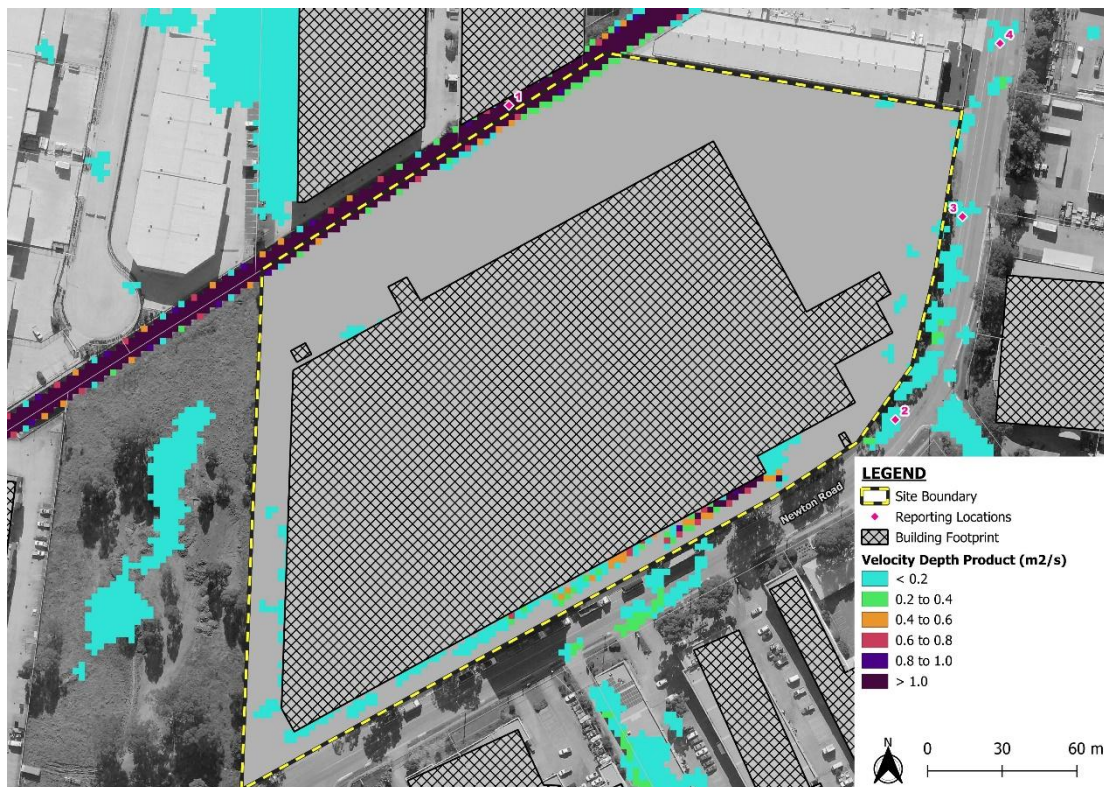 4
1
3
2
Newton Road
LEGEND
Site Boundary
Reporting Locations
Building Footprint
Velocity Depth Product (m2/s)
< 0.2
0.2 to 0.4
0.4 to 0.6
0.6 to 0.8
0.8 to 1.0
> 1.0
N
0 30 60 m